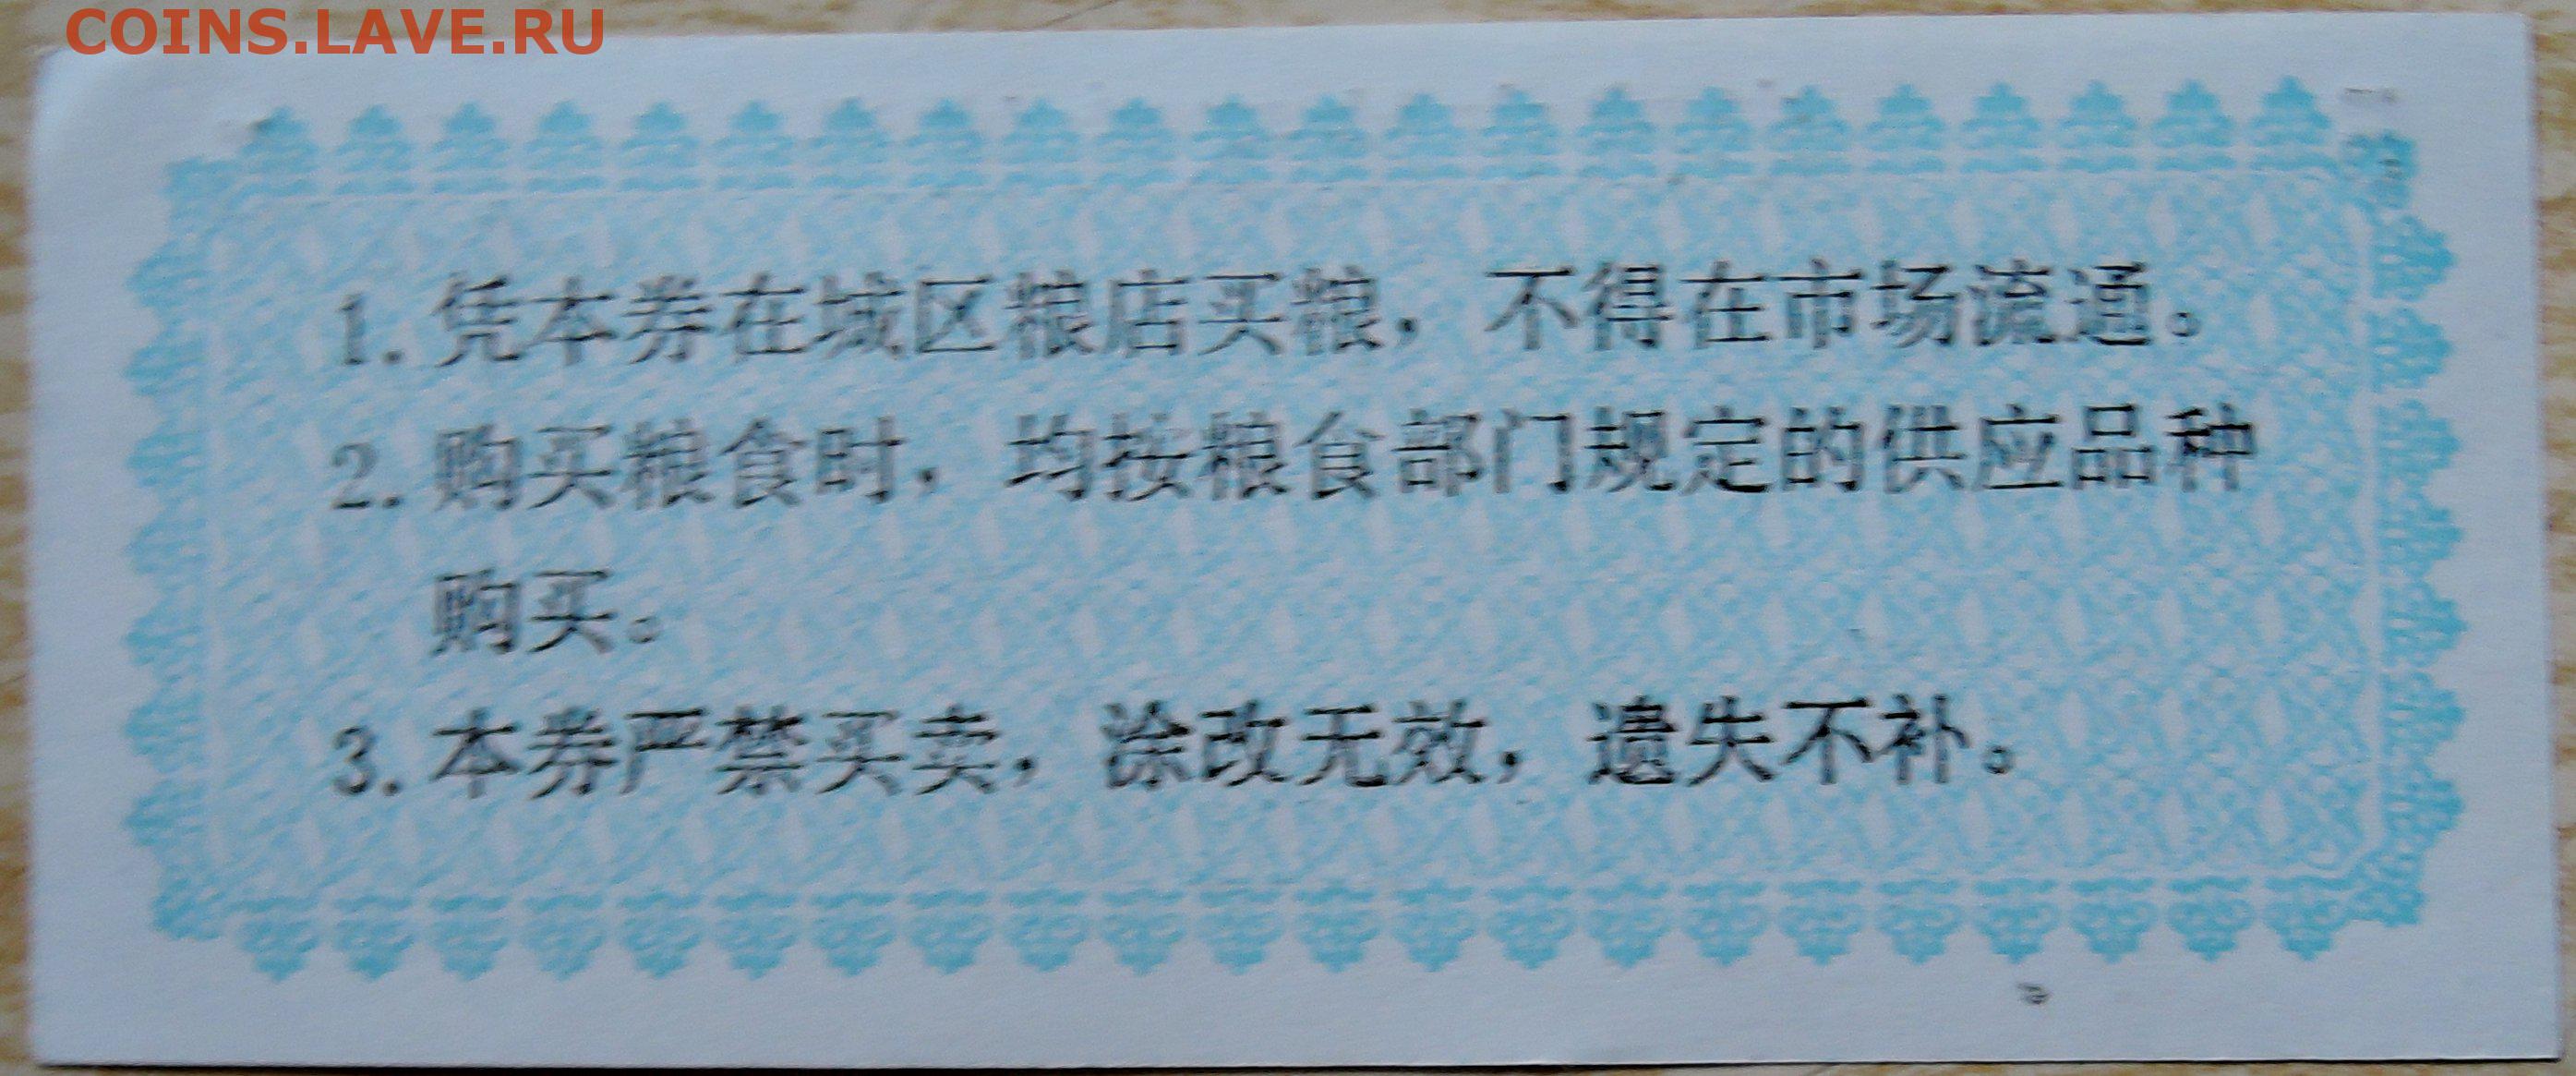 COINS.LAVE.RU
1. 凭本券在城区粮店买粮，不得在市场流通。
2. 购买粮食时，均按粮食部门规定的供应品种
购买。
3. 本券严禁买卖，涂改无效，遗失不补。